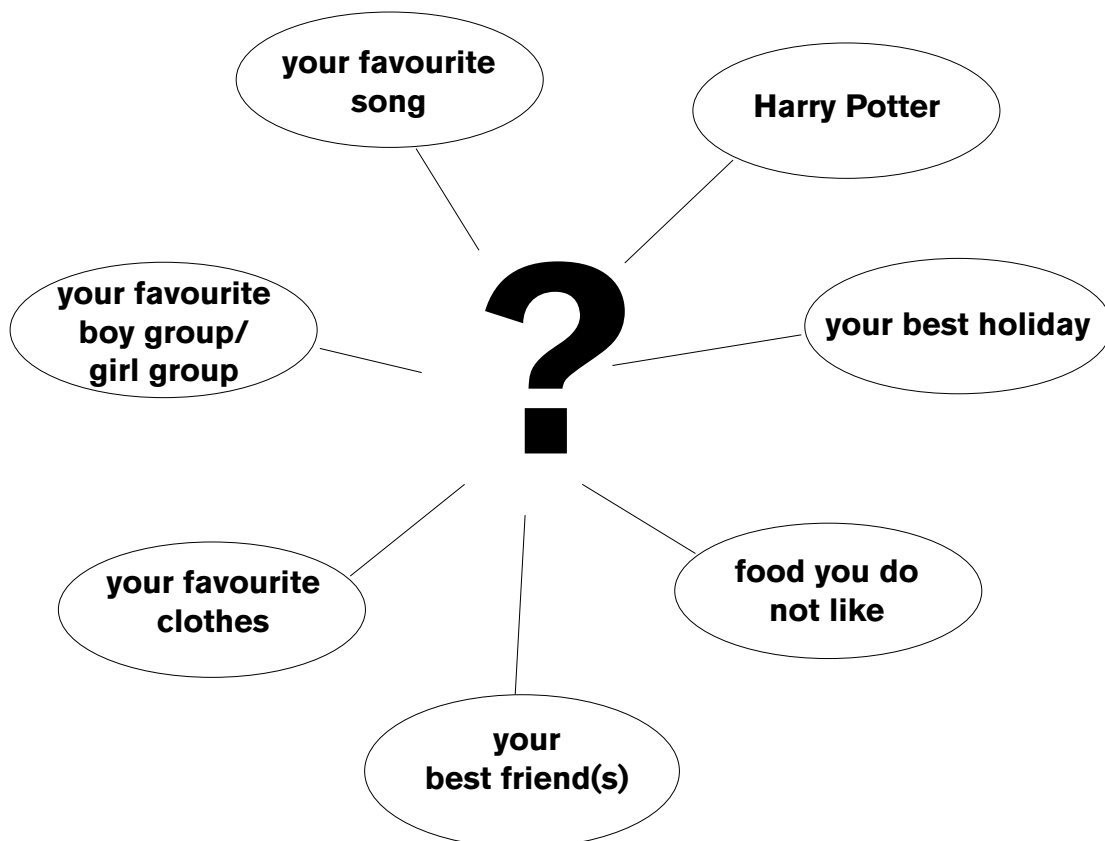 your favourite
song
Harry Potter
your favourite
boy group/
girl group
?
your best holiday
your favourite
clothes
food you do
not like
your
best friend(s)